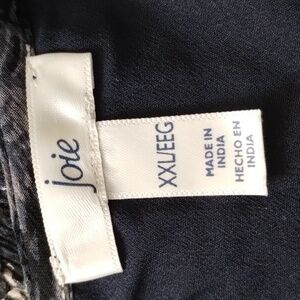 Joie
XXL/EEG
MADE IN
INDIA
HECHO EN
INDIA